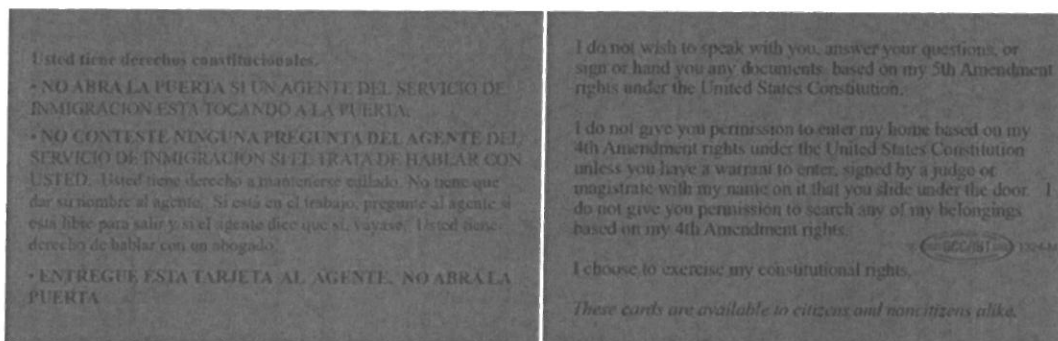 Usted tiene derechos constitucionales.
• NO ABRA LA PUERTA SI UN AGENTE DEL SERVICIO DE
INMIGRACION ESTA TOCANDO A LA PUERTA.
• NO CONTESTE NINGUNA PREGUNTA DEL AGENTE DEL
SERVICIO DE INMIGRACION SI EL TRATA DE HABLAR CON
USTED. Usted tiene derecho a mantenerse callado. No tiene que
dar su nombre al agente. Si está en el trabajo, pregunte al agente si
esta libre para salir y si el agente dice que sí, vayase. Usted tiene
derecho de hablar con un abogado.
• ENTREGUE ESTA TARJETA AL AGENTE. NO ABRA LA
PUERTA
I do not wish to speak with you, answer your questions, or
sign or hand you any documents based on my 5th Amendment
rights under the United States Constitution.
I do not give you permission to enter my home based on my
4th Amendment rights under the United States Constitution
unless you have a warrant to enter, signed by a judge or
magistrate with my name on it that you slide under the door. I
do not give you permission to search any of my belongings
based on my 4th Amendment rights.
GCC/IBT
I choose to exercise my constitutional rights.
These cards are available to citizens and noncitizens alike.